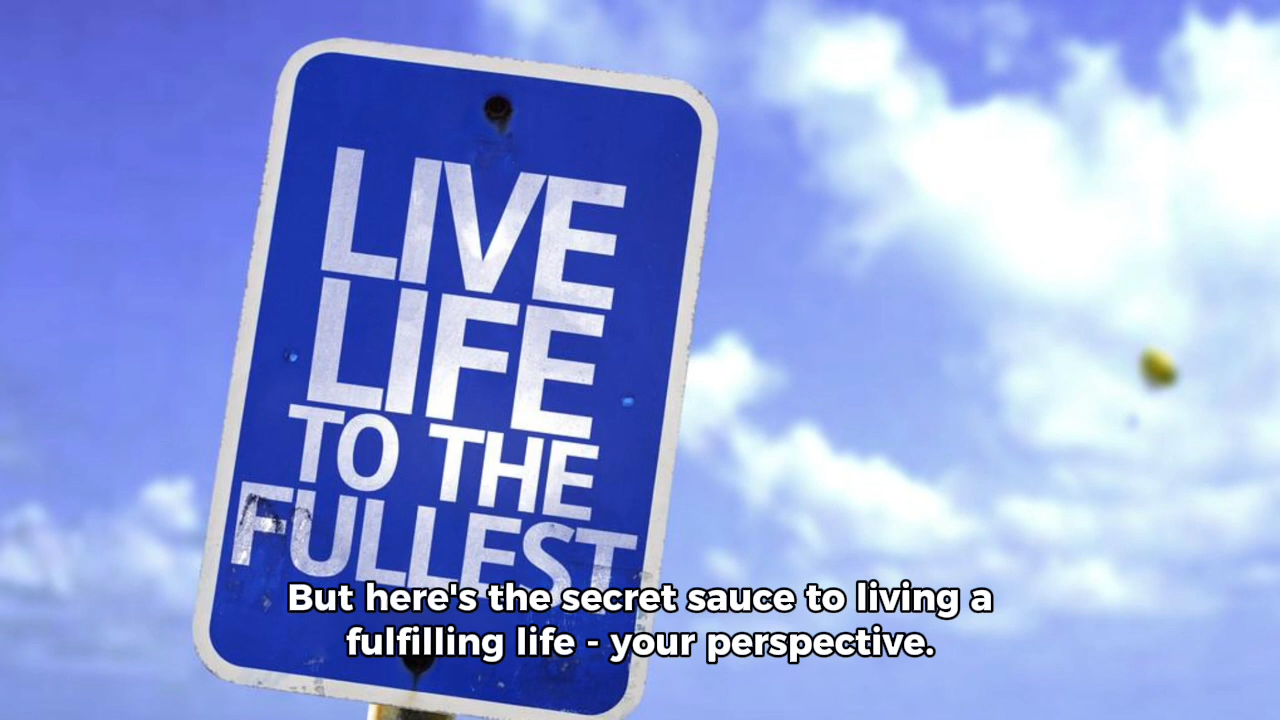 LIVE
LIFE
TO THE
FULLEST
But here's the secret sauce to living a
fulfilling life - your perspective.